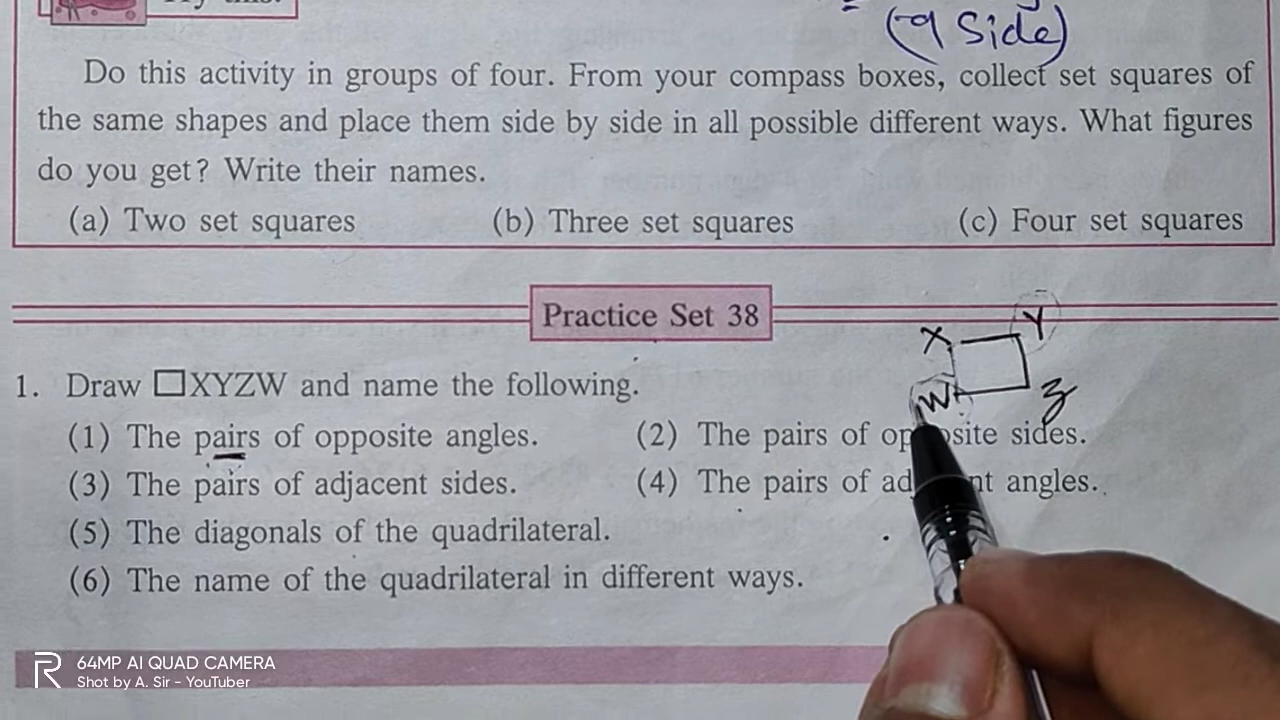 (9 Side)
Do this activity in groups of four. From your compass boxes, collect set squares of
the same shapes and place them side by side in all possible different ways. What figures
do you get? Write their names.
(a) Two set squares (b) Three set squares (c) Four set squares
Practice Set 38
X Y
W Z
1. Draw □XYZW and name the following.
(1) The pairs of opposite angles. (2) The pairs of opposite sides.
(3) The pairs of adjacent sides. (4) The pairs of ad nt angles.
(5) The diagonals of the quadrilateral.
(6) The name of the quadrilateral in different ways.
64MP AI QUAD CAMERA
Shot by A. Sir - YouTuber